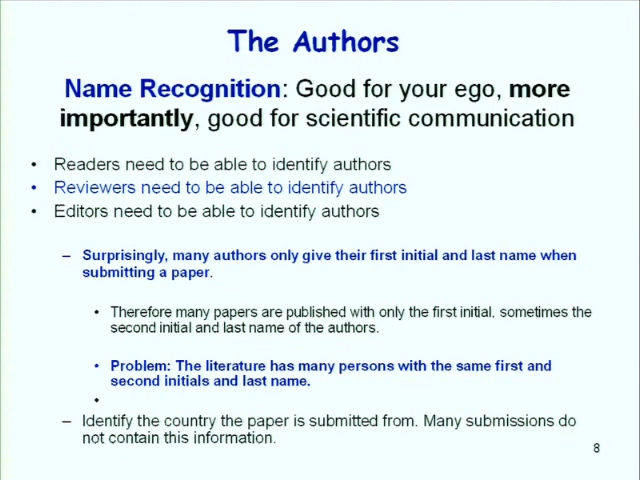 The Authors
Name Recognition: Good for your ego, more
importantly, good for scientific communication
• Readers need to be able to identify authors
• Reviewers need to be able to identify authors
• Editors need to be able to identify authors
– Surprisingly, many authors only give their first initial and last name when
submitting a paper.
• Therefore many papers are published with only the first initial, sometimes the
second initial and last name of the authors.
• Problem: The literature has many persons with the same first and
second initials and last name.
•
– Identify the country the paper is submitted from. Many submissions do
not contain this information.
8